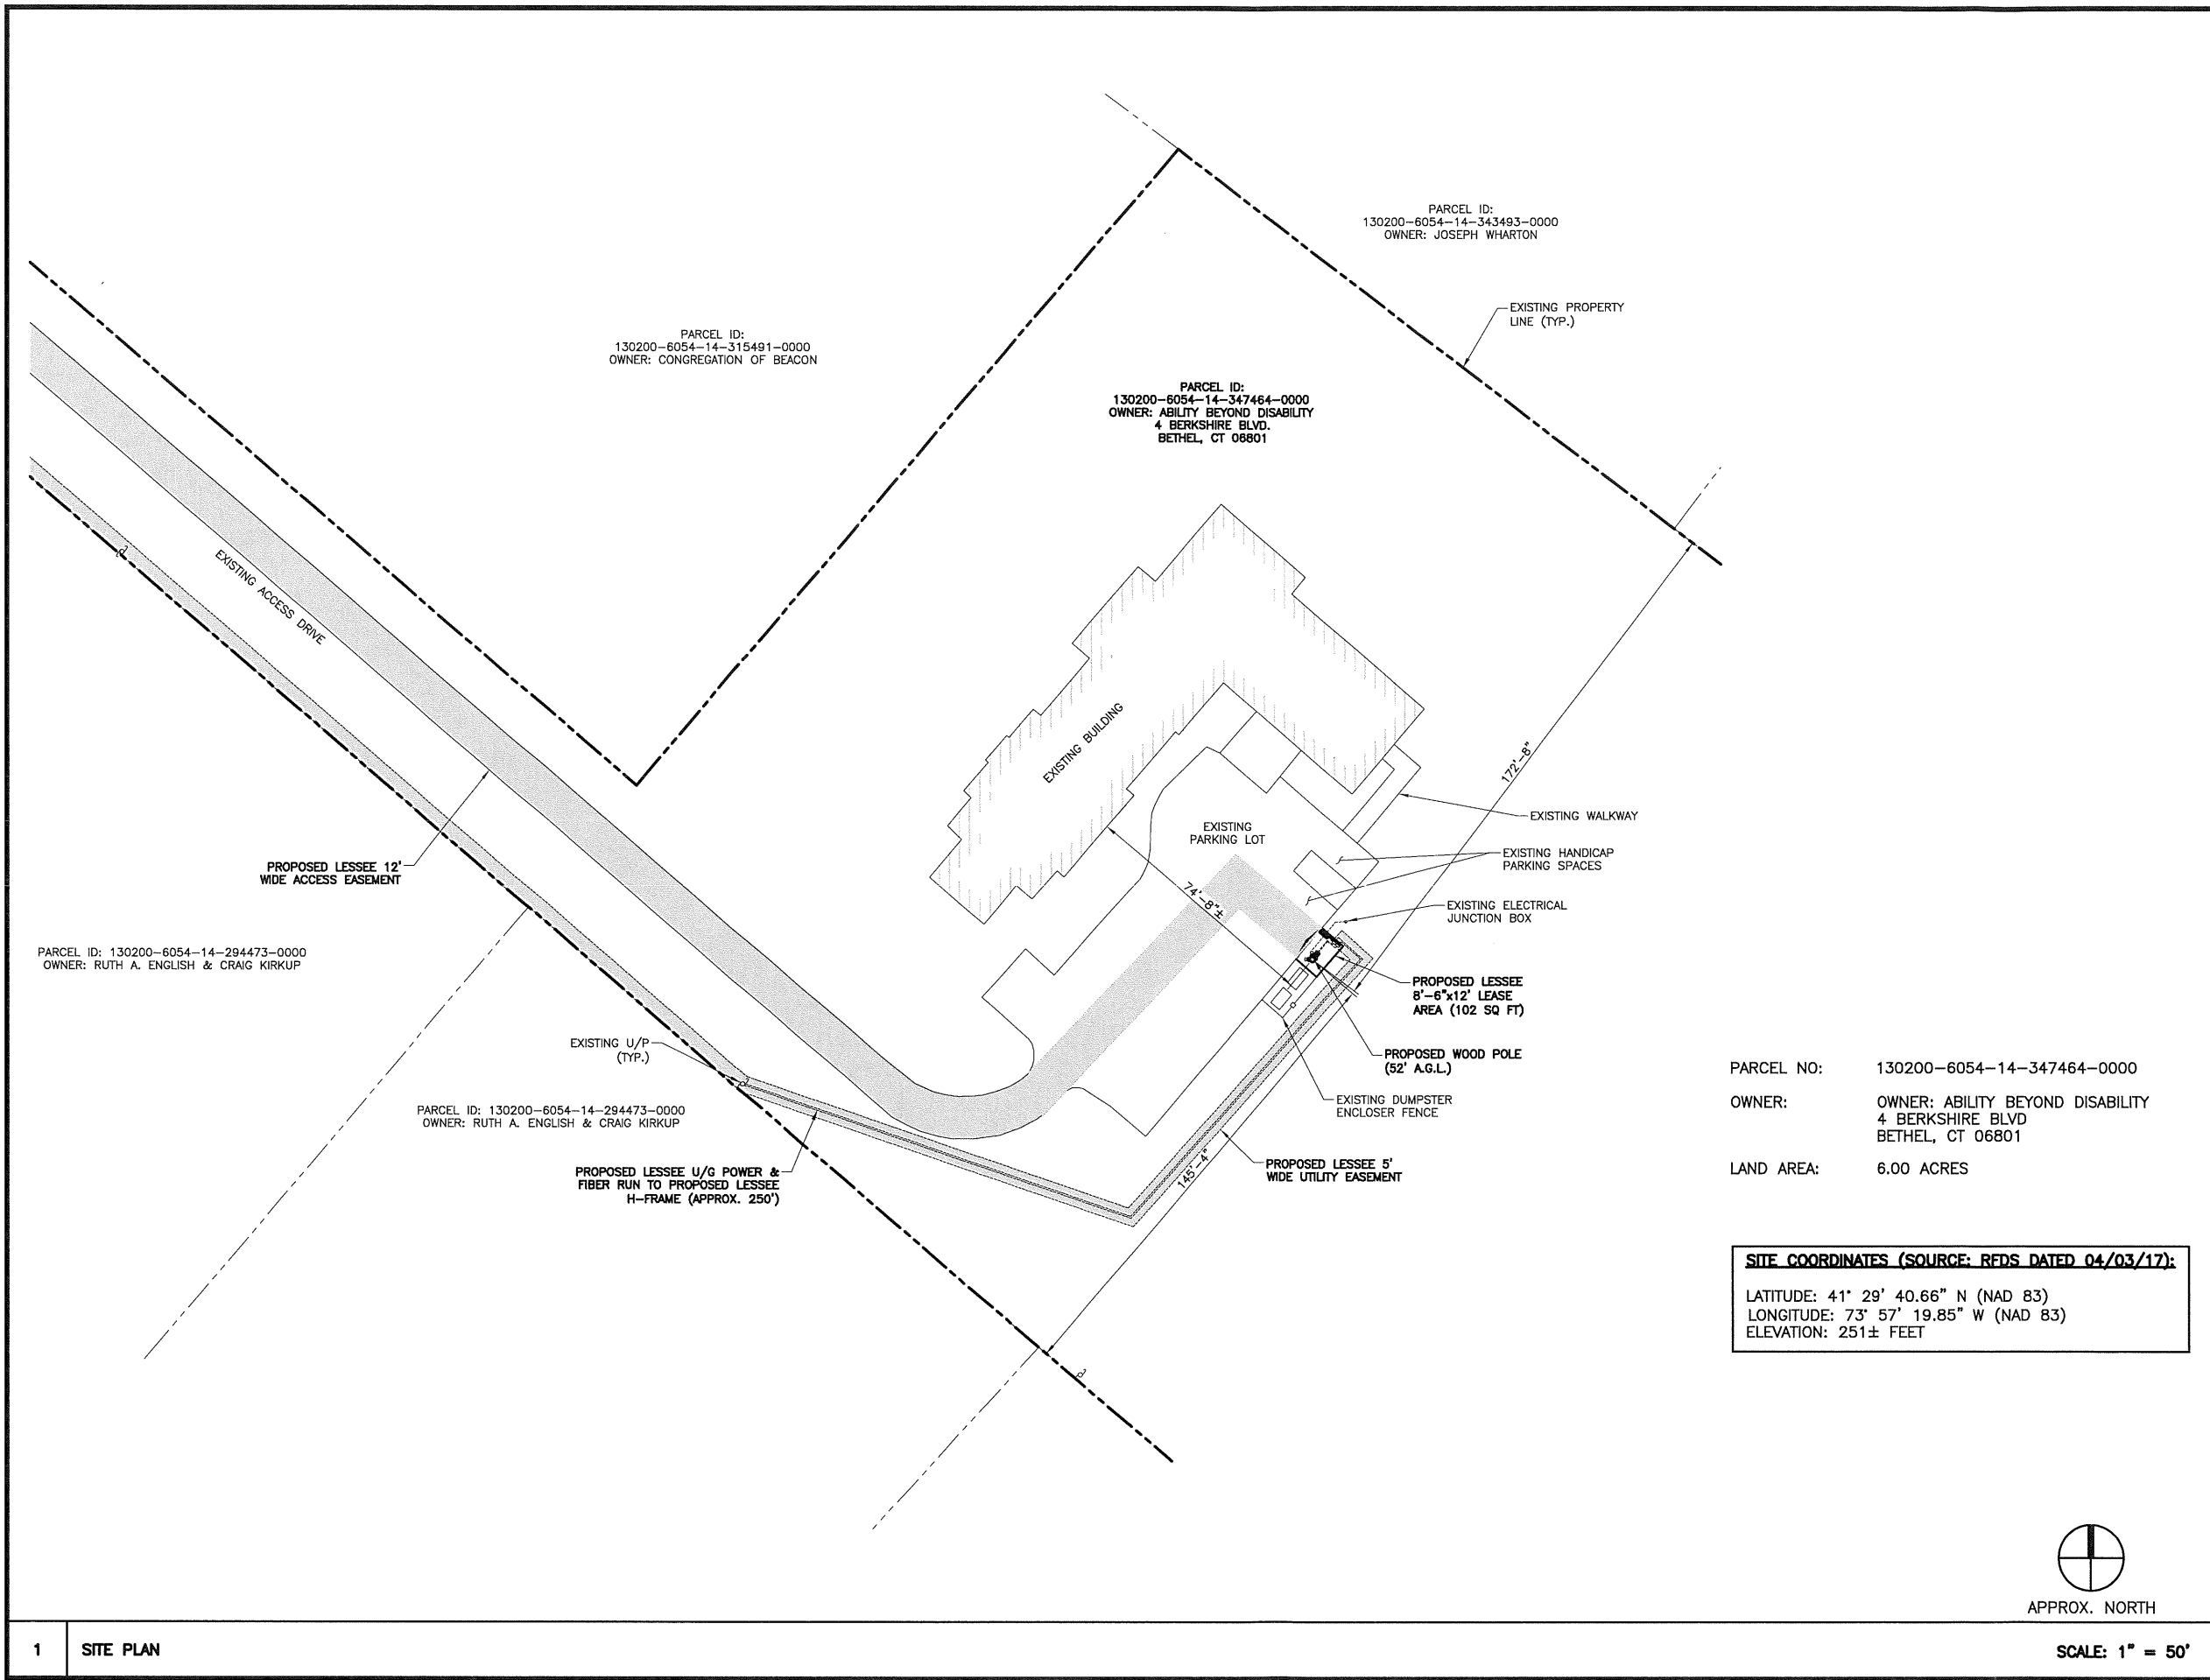 PARCEL ID:
130200-6054-14-343493-0000
OWNER: JOSEPH WHARTON
EXISTING PROPERTY
LINE (TYP.)
PARCEL ID:
130200-6054-14-315491-0000
OWNER: CONGREGATION OF BEACON
PARCEL ID:
130200-6054-14-347464-0000
OWNER: ABILITY BEYOND DISABILITY
4 BERKSHIRE BLVD.
BETHEL, CT 06801
EXISTING ACCESS DRIVE
EXISTING BUILDING
172'-8"
EXISTING WALKWAY
EXISTING
PARKING LOT
EXISTING HANDICAP
PARKING SPACES
PROPOSED LESSEE 12'
WIDE ACCESS EASEMENT
74'-8"±
EXISTING ELECTRICAL
JUNCTION BOX
PARCEL ID: 130200-6054-14-294473-0000
OWNER: RUTH A. ENGLISH & CRAIG KIRKUP
PROPOSED LESSEE
8'-6"x12' LEASE
AREA (102 SQ FT)
EXISTING U/P
(TYP.)
PROPOSED WOOD POLE
(52' A.G.L.)
PARCEL ID: 130200-6054-14-294473-0000
OWNER: RUTH A. ENGLISH & CRAIG KIRKUP
EXISTING DUMPSTER
ENCLOSER FENCE
PROPOSED LESSEE U/G POWER &
FIBER RUN TO PROPOSED LESSEE
H-FRAME (APPROX. 250')
145'-4"
PROPOSED LESSEE 5'
WIDE UTILITY EASEMENT
PARCEL NO: 130200-6054-14-347464-0000
OWNER: OWNER: ABILITY BEYOND DISABILITY
4 BERKSHIRE BLVD
BETHEL, CT 06801
LAND AREA: 6.00 ACRES
SITE COORDINATES (SOURCE: RFDS DATED 04/03/17):
LATITUDE: 41° 29' 40.66" N (NAD 83)
LONGITUDE: 73° 57' 19.85" W (NAD 83)
ELEVATION: 251± FEET
APPROX. NORTH
1 SITE PLAN
SCALE: 1" = 50'